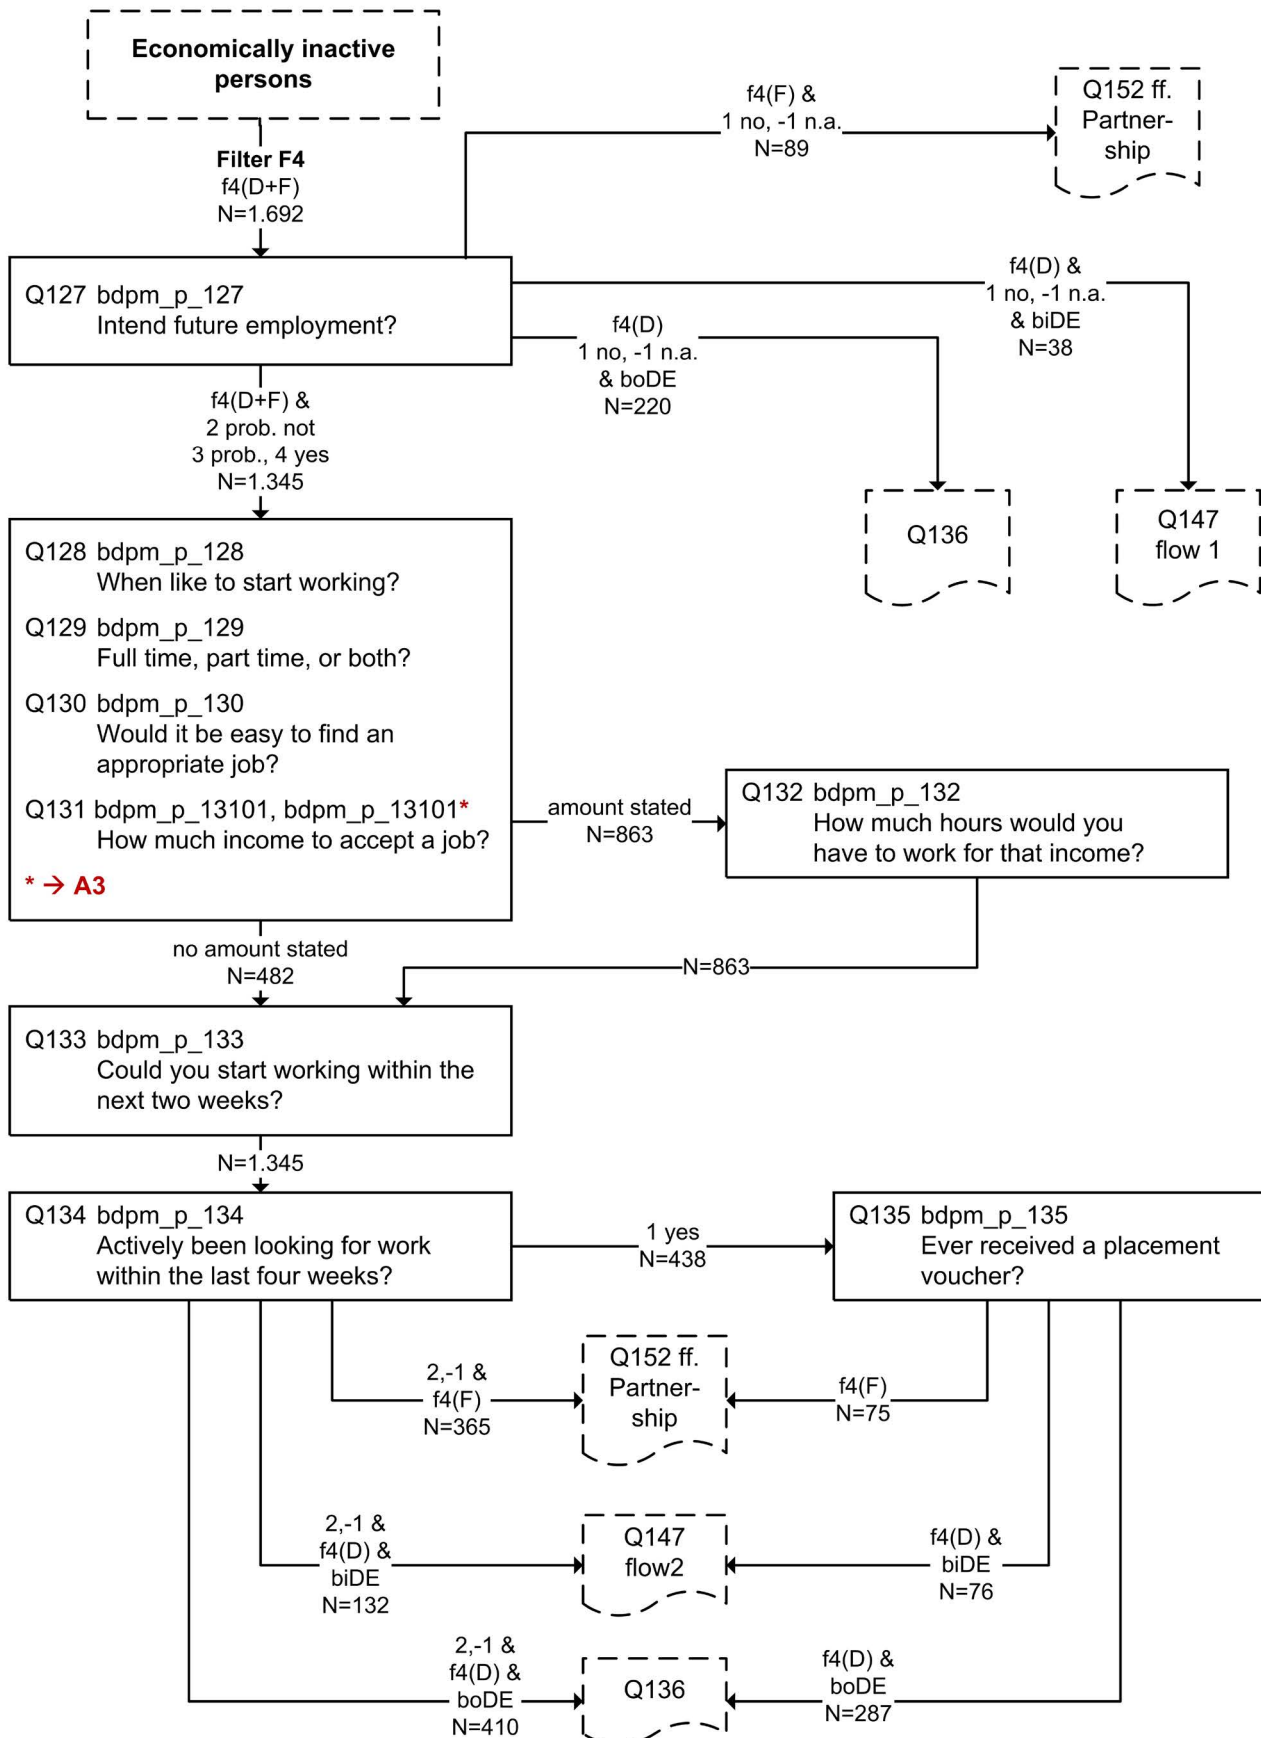 Economically inactive
persons
Filter F4
f4(D+F)
N=1.692
f4(F) &
1 no, -1 n.a.
N=89
Q152 ff.
Partner-
ship
Q127 bdpm_p_127
Intend future employment?
f4(D) &
1 no, -1 n.a.
& biDE
N=38
f4(D)
1 no, -1 n.a.
& boDE
N=220
f4(D+F) &
2 prob. not
3 prob., 4 yes
N=1.345
Q136
Q147
flow 1
Q128 bdpm_p_128
When like to start working?
Q129 bdpm_p_129
Full time, part time, or both?
Q130 bdpm_p_130
Would it be easy to find an
appropriate job?
Q131 bdpm_p_13101, bdpm_p_13101*
How much income to accept a job?
* → A3
amount stated
N=863
Q132 bdpm_p_132
How much hours would you
have to work for that income?
no amount stated
N=482
N=863
Q133 bdpm_p_133
Could you start working within the
next two weeks?
N=1.345
Q134 bdpm_p_134
Actively been looking for work
within the last four weeks?
1 yes
N=438
Q135 bdpm_p_135
Ever received a placement
voucher?
2,-1 &
f4(F)
N=365
Q152 ff.
Partner-
ship
f4(F)
N=75
2,-1 &
f4(D) &
biDE
N=132
Q147
flow2
f4(D) &
biDE
N=76
2,-1 &
f4(D) &
boDE
N=410
Q136
f4(D) &
boDE
N=287